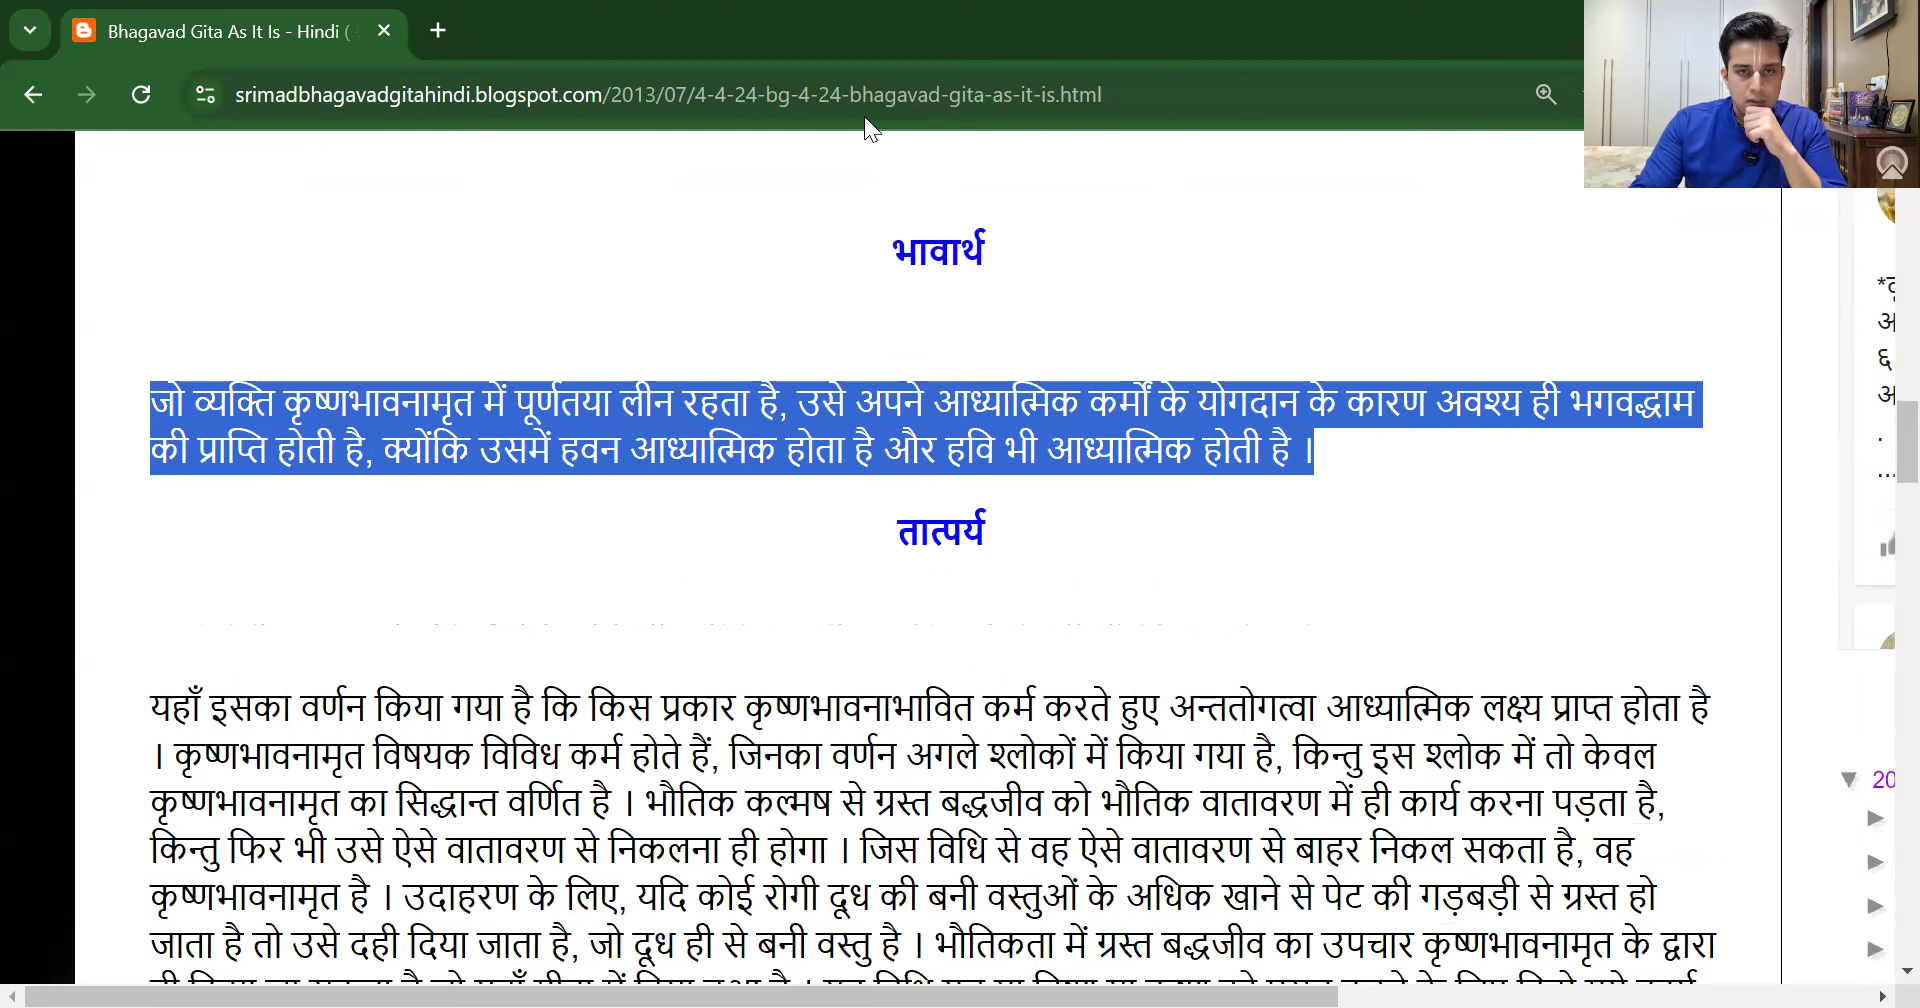 Bhagavad Gita As It Is - Hindi (
srimadbhagavadgitahindi.blogspot.com/2013/07/4-4-24-bg-4-24-bhagavad-gita-as-it-is.html
भावार्थ
जो व्यक्ति कृष्णभावनामृत में पूर्णतया लीन रहता है, उसे अपने आध्यात्मिक कर्मों के योगदान के कारण अवश्य ही भगवद्धाम
की प्राप्ति होती है, क्योंकि उसमें हवन आध्यात्मिक होता है और हवि भी आध्यात्मिक होती है ।
तात्पर्य
यहाँ इसका वर्णन किया गया है कि किस प्रकार कृष्णभावनाभावित कर्म करते हुए अन्ततोगत्वा आध्यात्मिक लक्ष्य प्राप्त होता है
। कृष्णभावनामृत विषयक विविध कर्म होते हैं, जिनका वर्णन अगले श्लोकों में किया गया है, किन्तु इस श्लोक में तो केवल
कृष्णभावनामृत का सिद्धान्त वर्णित है । भौतिक कल्मष से ग्रस्त बद्धजीव को भौतिक वातावरण में ही कार्य करना पड़ता है,
किन्तु फिर भी उसे ऐसे वातावरण से निकलना ही होगा । जिस विधि से वह ऐसे वातावरण से बाहर निकल सकता है, वह
कृष्णभावनामृत है । उदाहरण के लिए, यदि कोई रोगी दूध की बनी वस्तुओं के अधिक खाने से पेट की गड़बड़ी से ग्रस्त हो
जाता है तो उसे दही दिया जाता है, जो दूध ही से बनी वस्तु है । भौतिकता में ग्रस्त बद्धजीव का उपचार कृष्णभावनामृत के द्वारा
६
.
...
20